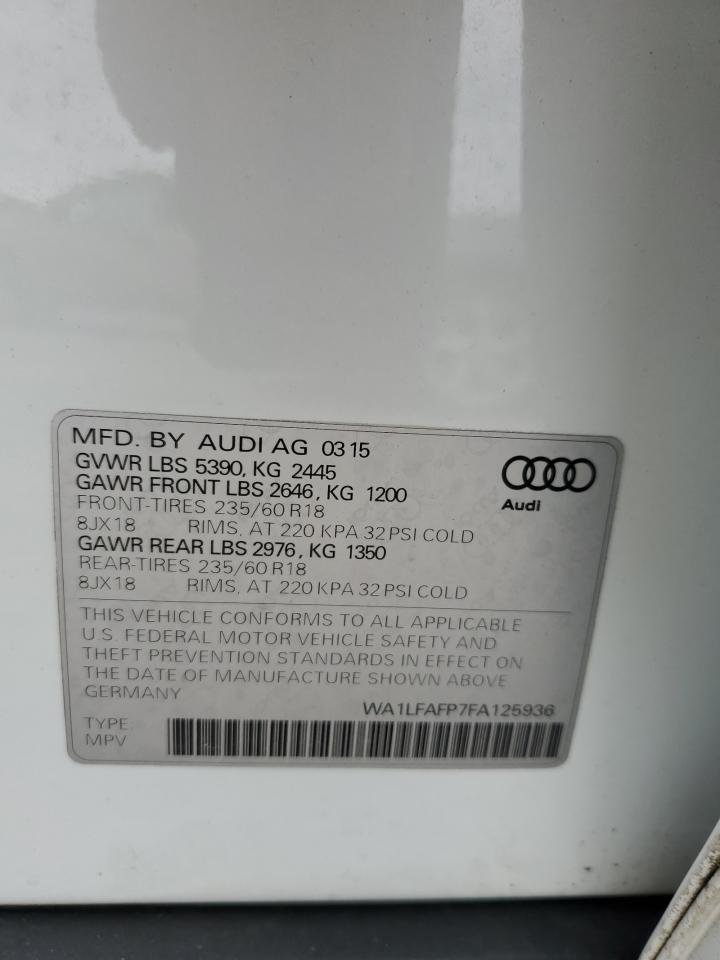 MFD. BY AUDI AG 03 15
GVWR LBS 5390, KG 2445
GAWR FRONT LBS 2646, KG 1200
FRONT-TIRES 235/60 R18
8JX18 RIMS, AT 220 KPA 32 PSI COLD
GAWR REAR LBS 2976, KG 1350
REAR-TIRES 235/60 R18
8JX18 RIMS, AT 220 KPA 32 PSI COLD
Audi
THIS VEHICLE CONFORMS TO ALL APPLICABLE
U.S. FEDERAL MOTOR VEHICLE SAFETY AND
THEFT PREVENTION STANDARDS IN EFFECT ON
THE DATE OF MANUFACTURE SHOWN ABOVE
GERMANY
WA1LFAFP7FA125936
TYPE:
MPV